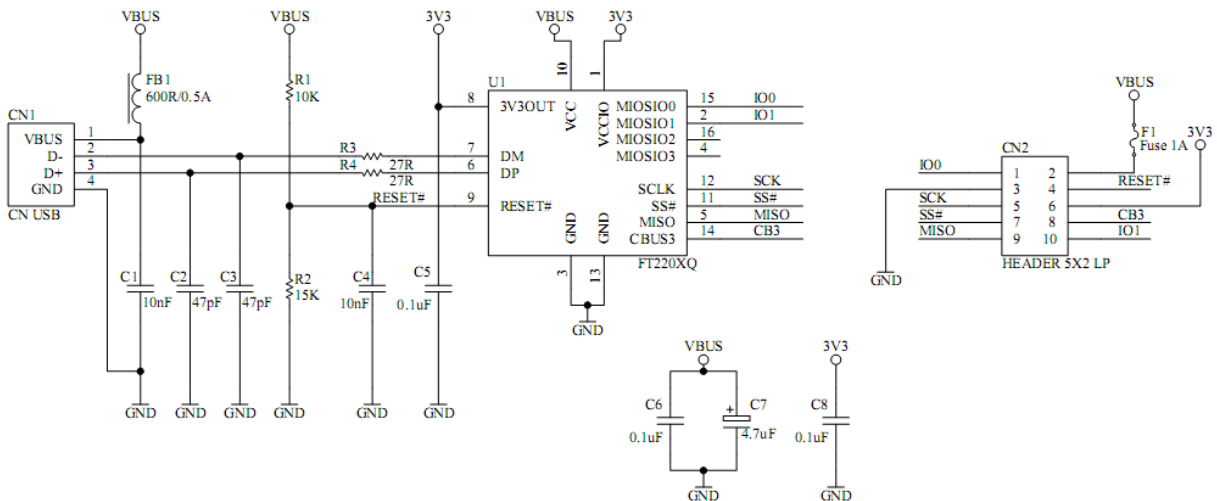 VBUS
VBUS
3V3
VBUS
3V3
FB1
600R/0.5A
R1
10K
CN1
VBUS
D-
D+
GND
1
2
3
4
CN USB
R3
27R
R4
27R
RESET#
U1
10
1
8
7
6
9
3V3OUT
DM
DP
RESET#
VCC
VCCIO
MIOSIO0
MIOSIO1
MIOSIO2
MIOSIO3
SCLK
SS#
MISO
CBUS3
GND
GND
3
13
15
2
16
4
12
11
5
14
IO0
IO1
SCK
SS#
MISO
CB3
FT220XQ
GND
C1
10nF
C2
47pF
C3
47pF
R2
15K
C4
10nF
C5
0.1uF
GND
GND
GND
GND
GND
GND
VBUS
F1
Fuse 1A
3V3
CN2
IO0
SCK
SS#
MISO
1 2
3 4
5 6
7 8
9 10
RESET#
CB3
IO1
HEADER 5X2 LP
GND
VBUS
C6
0.1uF
+
C7
4.7uF
GND
3V3
C8
0.1uF
GND